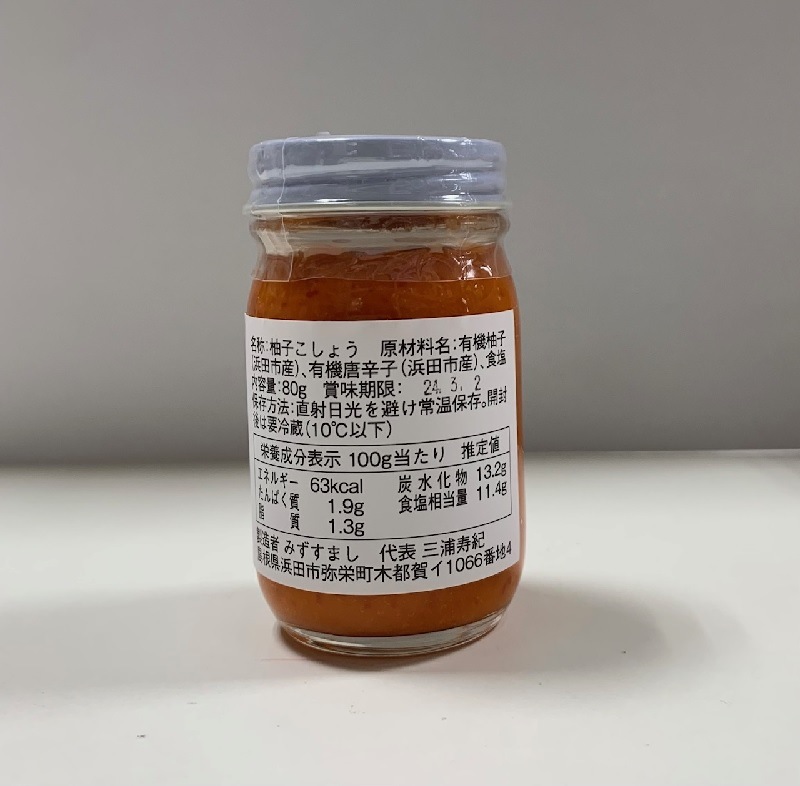 名称:柚子こしょう 原材料名:有機柚子
(浜田市産)、有機唐辛子(浜田市産)、食塩
内容量:80g 賞味期限: 24.3.2
保存方法:直射日光を避け常温保存。開封
後は要冷蔵(10℃以下)
栄養成分表示 100g当たり 推定値
エネルギー 63kcal 炭水化物 13.2g
たんぱく質 1.9g 食塩相当量 11.4g
脂質 1.3g
製造者 みずすまし 代表 三浦寿紀
島根県浜田市弥栄町木都賀イ1066番地4